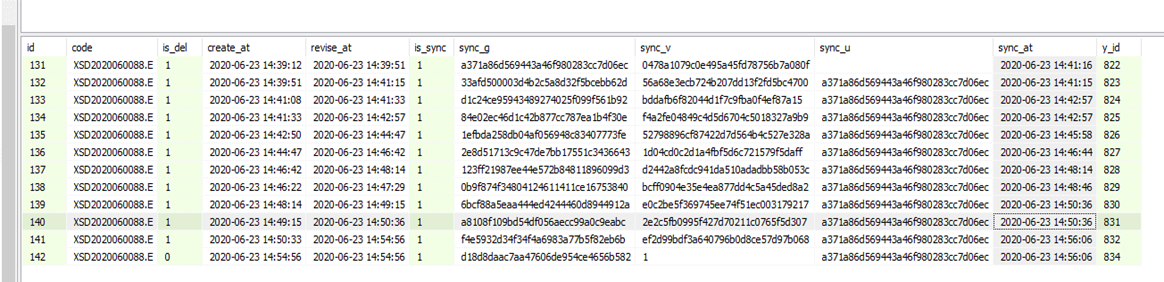 id code is_del create_at revise_at is_sync sync_g sync_v sync_u sync_at y_id
131 XSD2020060088.E 1 2020-06-23 14:39:12 2020-06-23 14:39:51 1 a371a86d569443a46f980283cc7d06ec 0478a1079c0e495a45fd78756b7a080f 2020-06-23 14:41:16 822
132 XSD2020060088.E 1 2020-06-23 14:39:51 2020-06-23 14:41:15 1 33afd500003d4b2c5a8d32f5bcebb62d 56a68e3ecb724b207dd13f2fd5bc4700 a371a86d569443a46f980283cc7d06ec 2020-06-23 14:41:15 823
133 XSD2020060088.E 1 2020-06-23 14:41:08 2020-06-23 14:41:33 1 d1c24ce95943489274025f099f561b92 bddafb6f82044d1f7c9fba0f4ef87a15 a371a86d569443a46f980283cc7d06ec 2020-06-23 14:42:57 824
134 XSD2020060088.E 1 2020-06-23 14:41:33 2020-06-23 14:42:57 1 84e02ec46d1c42b877cc787ea1b4f30e f4a2fe04849c4d5d6704c5018327a9b9 a371a86d569443a46f980283cc7d06ec 2020-06-23 14:42:57 825
135 XSD2020060088.E 1 2020-06-23 14:42:50 2020-06-23 14:44:47 1 1efbda258db04af056948c83407773fe 52798896cf87422d7d564b4c527e328a a371a86d569443a46f980283cc7d06ec 2020-06-23 14:45:58 826
136 XSD2020060088.E 1 2020-06-23 14:44:47 2020-06-23 14:46:42 1 2e8d51713c9c47de7bb17551c3436643 1d04cd0c2d1a4fbf5d6c721579f5daff a371a86d569443a46f980283cc7d06ec 2020-06-23 14:46:44 827
137 XSD2020060088.E 1 2020-06-23 14:46:42 2020-06-23 14:48:14 1 123ff21987ee44e572b84811896099d3 d2442a8fcdc941da510adadbb58b053c a371a86d569443a46f980283cc7d06ec 2020-06-23 14:48:14 828
138 XSD2020060088.E 1 2020-06-23 14:46:22 2020-06-23 14:47:29 1 0b9f874f34804124611411ce16753840 bcff0904e35e4ea877dd4c5a45ded8a2 a371a86d569443a46f980283cc7d06ec 2020-06-23 14:48:46 829
139 XSD2020060088.E 1 2020-06-23 14:48:14 2020-06-23 14:49:15 1 6bcf88a5eaa444ed4244460d8944912a e0c2be5f369745ee74f51ec003179217 a371a86d569443a46f980283cc7d06ec 2020-06-23 14:50:36 830
140 XSD2020060088.E 1 2020-06-23 14:49:15 2020-06-23 14:50:36 1 a8108f109bd54df056aecc99a0c9eabc 2e2c5fb0995f427d70211c0765f5d307 a371a86d569443a46f980283cc7d06ec 2020-06-23 14:50:36 831
141 XSD2020060088.E 1 2020-06-23 14:50:33 2020-06-23 14:54:56 1 f4e5932d34f34f4a6983a77b5f82eb6b ef2d99bdf3a640796b0d8ce57d97b068 a371a86d569443a46f980283cc7d06ec 2020-06-23 14:56:06 832
142 XSD2020060088.E 0 2020-06-23 14:54:56 2020-06-23 14:54:56 1 d18d8daac7aa47606de954ce4656b582 1 a371a86d569443a46f980283cc7d06ec 2020-06-23 14:56:06 834